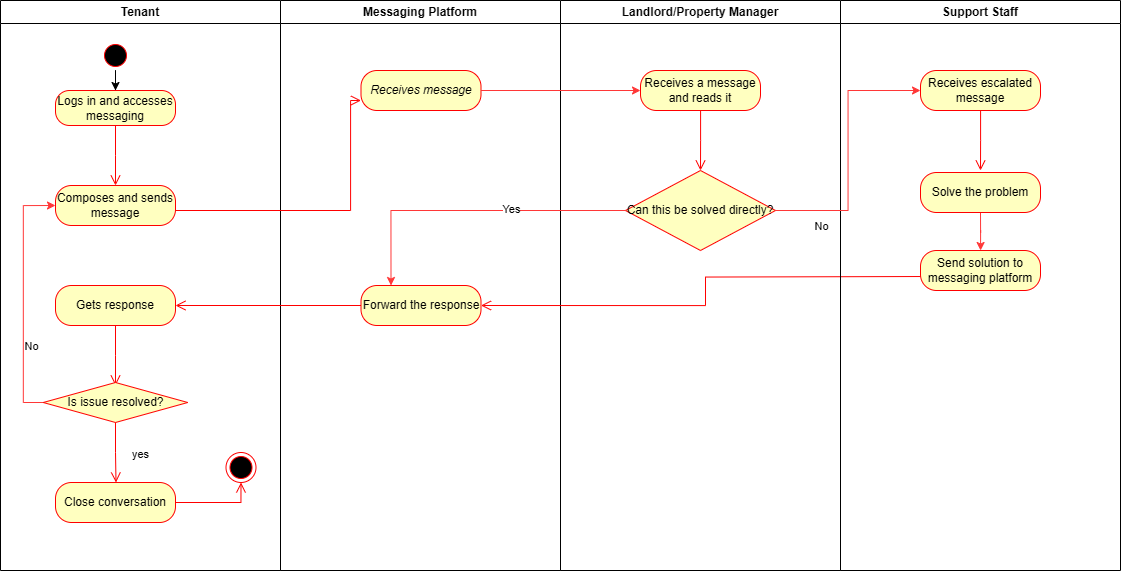 Tenant
Messaging Platform
Landlord/Property Manager
Support Staff
Logs in and accesses
messaging
Composes and sends
message
Receives message
Receives a message
and reads it
Can this be solved directly?
Yes
No
Receives escalated
message
Solve the problem
Send solution to
messaging platform
Forward the response
Gets response
Is issue resolved?
No
yes
Close conversation